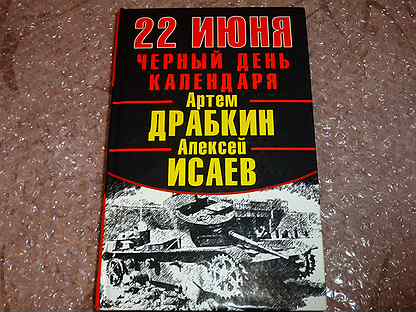 22 ИЮНЯ
ЧЕРНЫЙ ДЕНЬ
КАЛЕНДАРЯ
Артем
ДРАБКИН
Алексей
ИСАЕВ